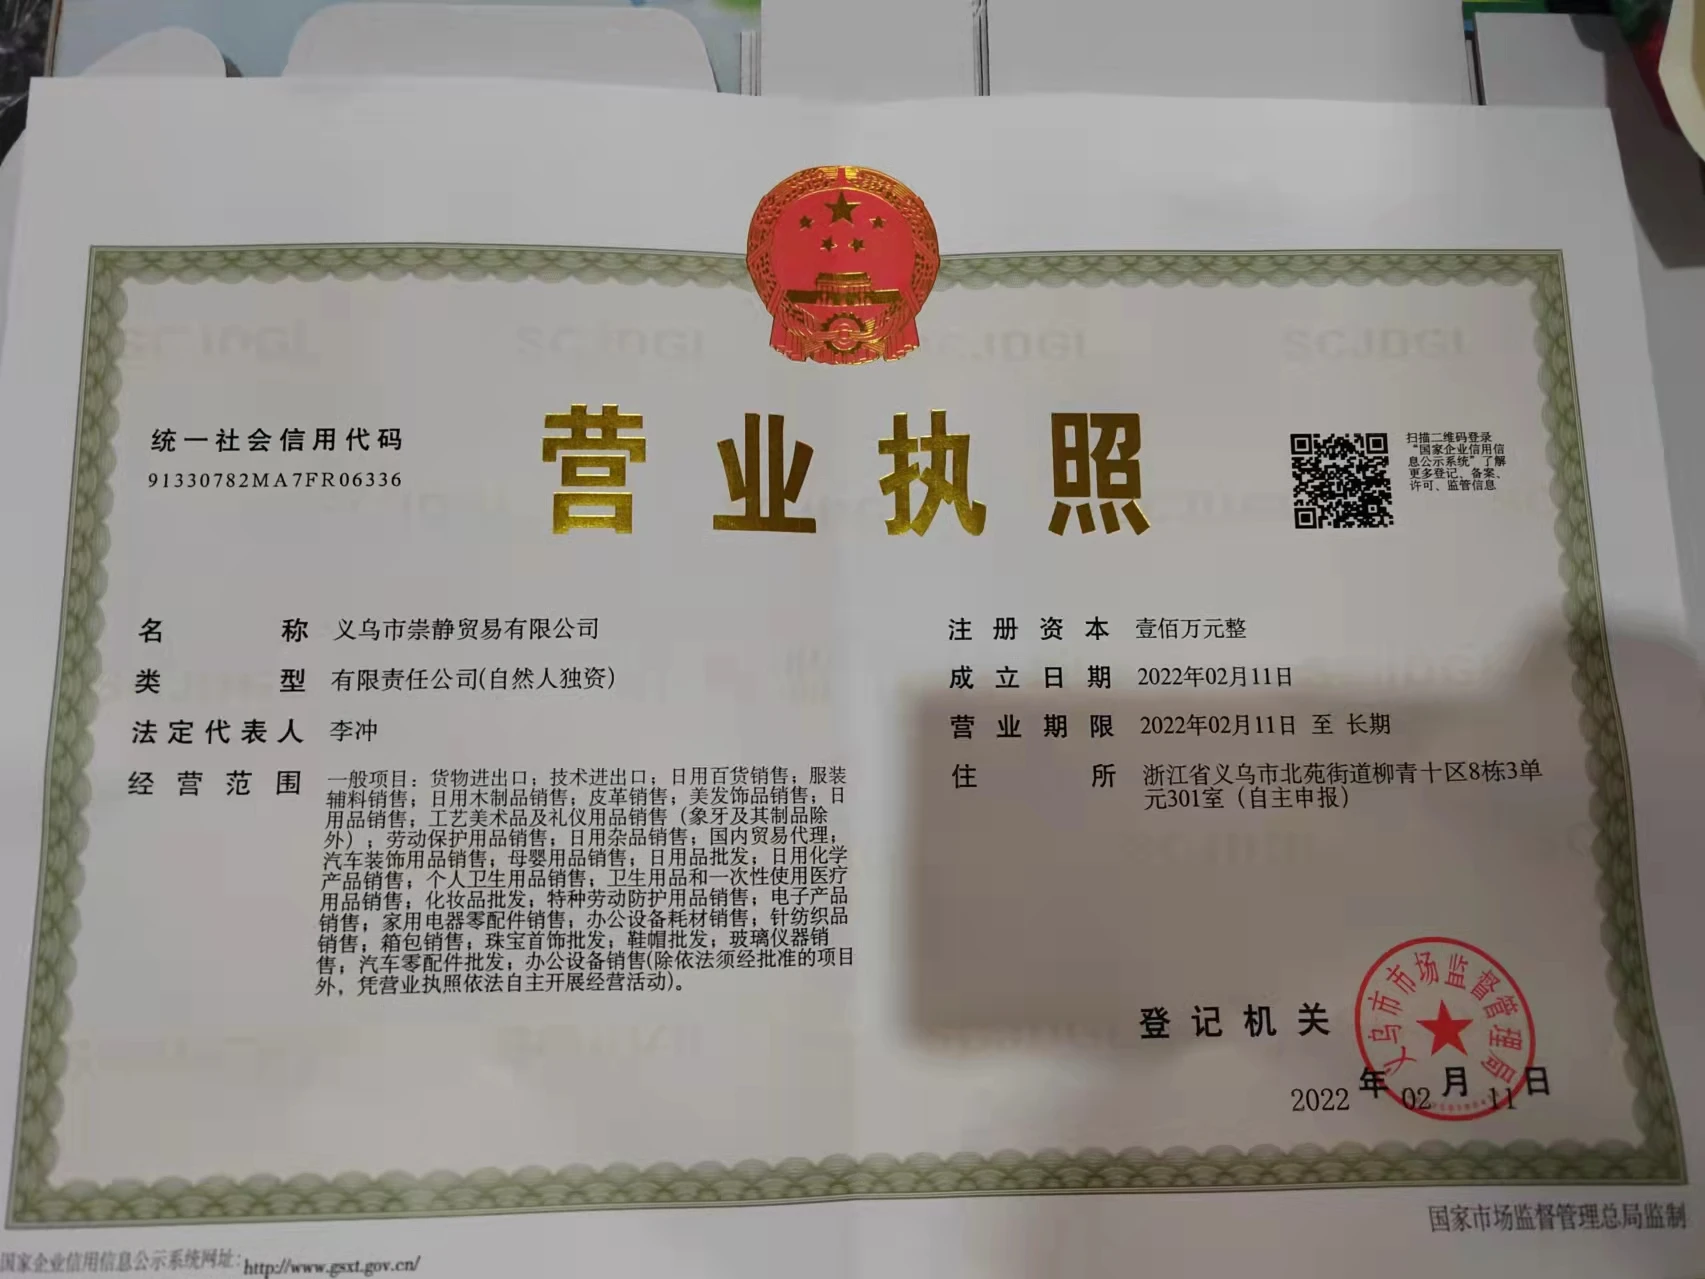 统一社会信用代码
91330782MA7FR06336
营业执照
扫描二维码登录
“国家企业信用信
息公示系统”了解
更多登记、备案、
许可、监管信息
名 称 义乌市崇静贸易有限公司
类 型 有限责任公司(自然人独资)
法定代表人 李冲
经营范围 一般项目：货物进出口；技术进出口；日用百货销售；服装
辅料销售；日用木制品销售；皮革销售；美发饰品销售；日
用品销售；工艺美术品及礼仪用品销售（象牙及其制品除
外）；劳动保护用品销售；日用杂品销售；国内贸易代理；
汽车装饰用品销售；母婴用品销售；日用品批发；日用化学
产品销售；个人卫生用品销售；卫生用品和一次性使用医疗
用品销售；化妆品批发；特种劳动防护用品销售；电子产品
销售；家用电器零配件销售；办公设备耗材销售；针纺织品
销售；箱包销售；珠宝首饰批发；鞋帽批发；玻璃仪器销
售；汽车零配件批发；办公设备销售(除依法须经批准的项目
外，凭营业执照依法自主开展经营活动)。
注册资本 壹佰万元整
成立日期 2022年02月11日
营业期限 2022年02月11日 至 长期
住 所 浙江省义乌市北苑街道柳青十区8栋3单
元301室（自主申报）
登记机关
义乌市市场监督管理局
2022 年 02 月 11 日
国家企业信用信息公示系统网址：http://www.gsxt.gov.cn/
国家市场监督管理总局监制
SCJDGL